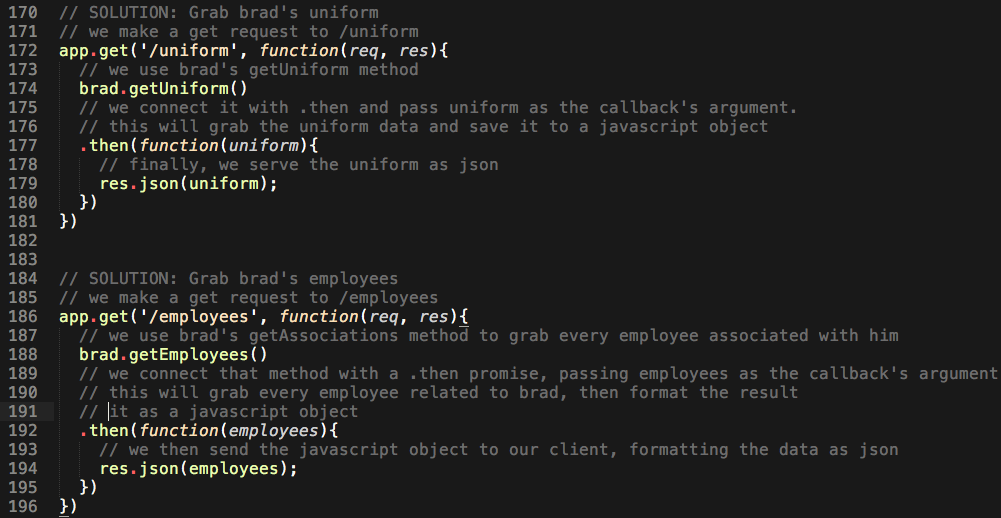 170 // SOLUTION: Grab brad's uniform
171 // we make a get request to /uniform
172 app.get('/uniform', function(req, res){
173 // we use brad's getUniform method
174 brad.getUniform()
175 // we connect it with .then and pass uniform as the callback's argument.
176 // this will grab the uniform data and save it to a javascript object
177 .then(function(uniform){
178 // finally, we serve the uniform as json
179 res.json(uniform);
180 })
181 })
182
183
184 // SOLUTION: Grab brad's employees
185 // we make a get request to /employees
186 app.get('/employees', function(req, res){
187 // we use brad's getAssociations method to grab every employee associated with him
188 brad.getEmployees()
189 // we connect that method with a .then promise, passing employees as the callback's argument
190 // this will grab every employee related to brad, then format the result
191 // it as a javascript object
192 .then(function(employees){
193 // we then send the javascript object to our client, formatting the data as json
194 res.json(employees);
195 })
196 })